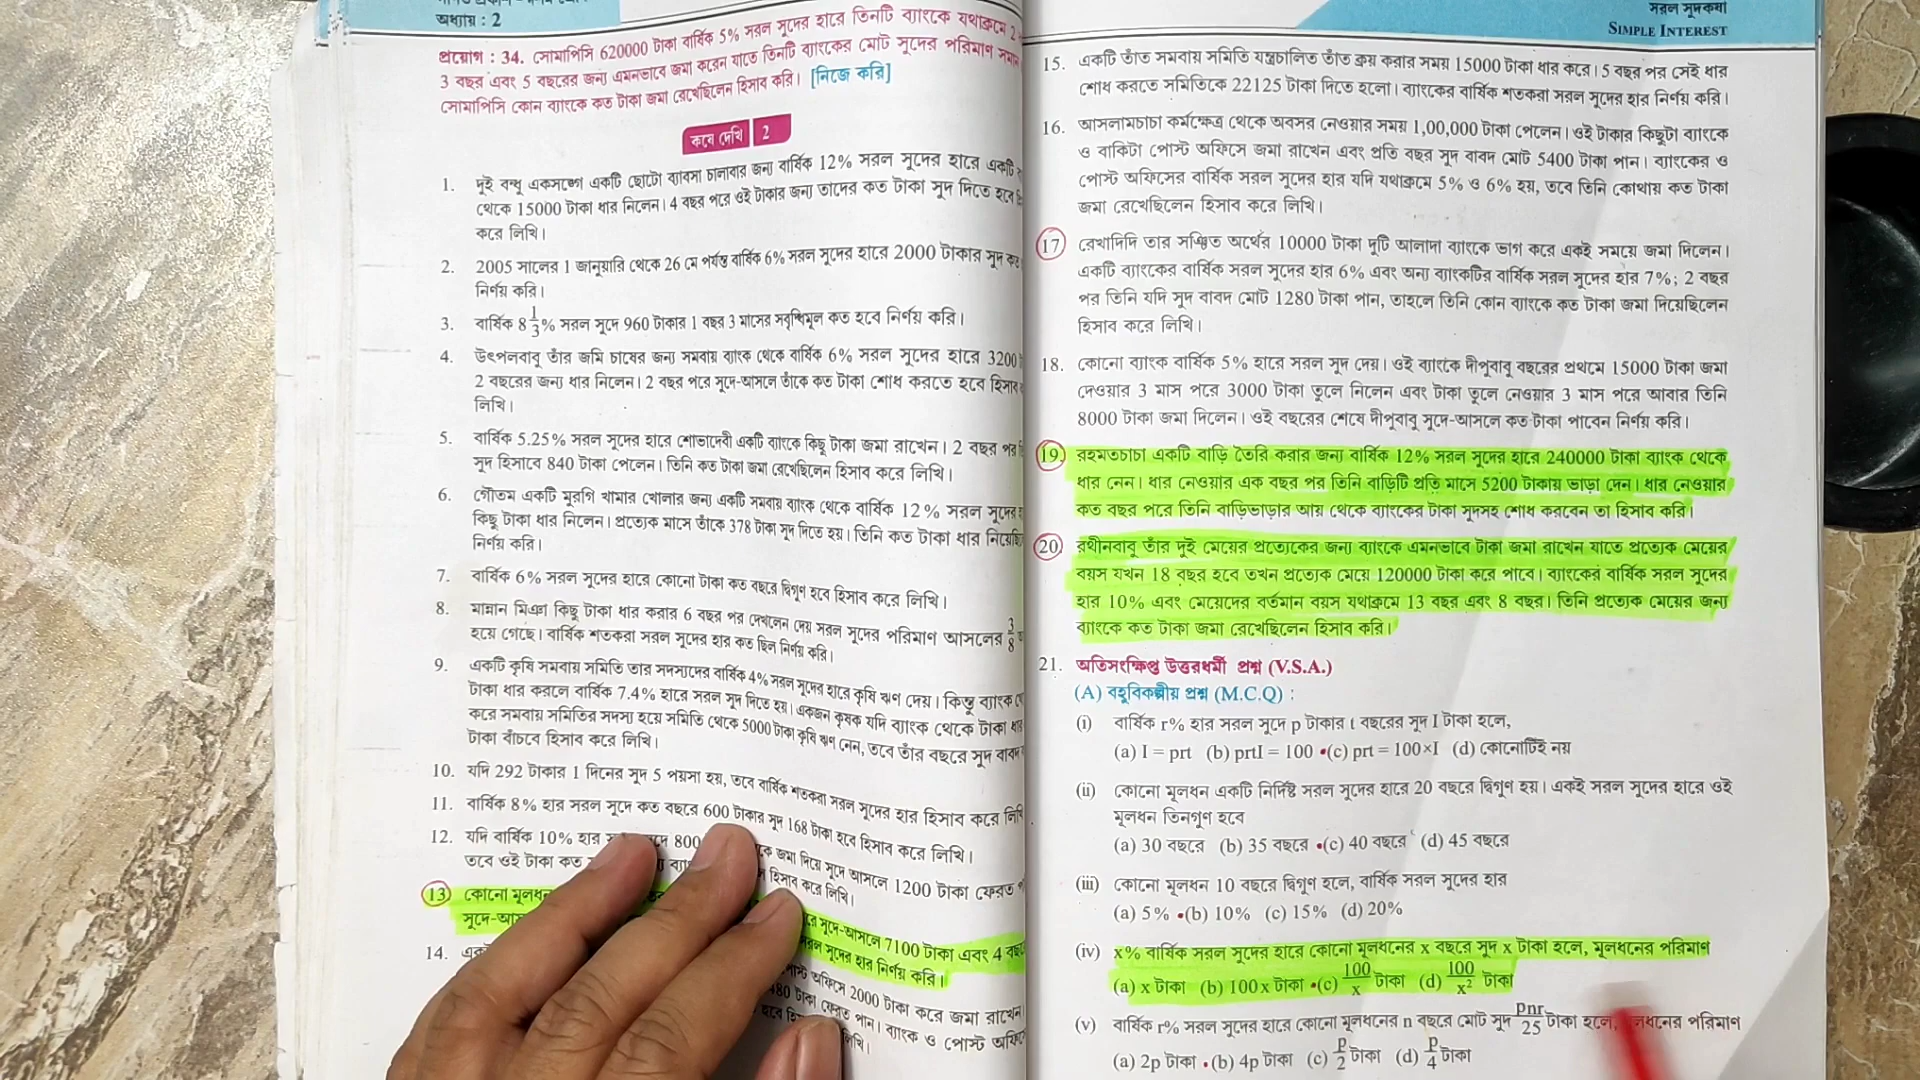 অধ্যায় : 2
প্রয়োগ : 34. সোমাপিসি 620000 টাকা বার্ষিক 5% সরল সুদের হারে তিনটি ব্যাংকে যথাক্রমে 2
3 বছর এবং 5 বছরের জন্য এমনভাবে জমা করেন যাতে তিনটি ব্যাংকের মোট সুদের পরিমাণ সমান
সোমাপিসি কোন ব্যাংকে কত টাকা জমা রেখেছিলেন হিসাব করি। [নিজে করি]
কষে দেখি 2
1. দুই বন্ধু একসঙ্গে একটি ছোটো ব্যাবসা চালাবার জন্য বার্ষিক 12% সরল সুদের হারে একটি
থেকে 15000 টাকা ধার নিলেন। 4 বছর পরে ওই টাকার জন্য তাদের কত টাকা সুদ দিতে হবে
করে লিখি।
2. 2005 সালের 1 জানুয়ারি থেকে 26 মে পর্যন্ত বার্ষিক 6% সরল সুদের হারে 2000 টাকার সুদ কত
নির্ণয় করি।
3. বার্ষিক 8 1/3% সরল সুদে 960 টাকার 1 বছর 3 মাসের সবৃদ্ধিমূল কত হবে নির্ণয় করি।
4. উৎপলবাবু তাঁর জমি চাষের জন্য সমবায় ব্যাংক থেকে বার্ষিক 6% সরল সুদের হারে 3200
2 বছরের জন্য ধার নিলেন। 2 বছর পরে সুদে-আসলে তাঁকে কত টাকা শোধ করতে হবে হিসাব
লিখি।
5. বার্ষিক 5.25% সরল সুদের হারে শোভাদেবী একটি ব্যাংকে কিছু টাকা জমা রাখেন। 2 বছর পর
সুদ হিসাবে 840 টাকা পেলেন। তিনি কত টাকা জমা রেখেছিলেন হিসাব করে লিখি।
6. গৌতম একটি মুরগি খামার খোলার জন্য একটি সমবায় ব্যাংক থেকে বার্ষিক 12% সরল সুদের
কিছু টাকা ধার নিলেন। প্রত্যেক মাসে তাঁকে 378 টাকা সুদ দিতে হয়। তিনি কত টাকা ধার
নির্ণয় করি।
7. বার্ষিক 6% সরল সুদের হারে কোনো টাকা কত বছরে দ্বিগুণ হবে হিসাব করে লিখি।
8. মান্নান মিঞা কিছু টাকা ধার করার 6 বছর পর দেখলেন দেয় সরল সুদের পরিমাণ আসলের 3/8
হয়ে গেছে। বার্ষিক শতকরা সরল সুদের হার কত ছিল নির্ণয় করি।
9. একটি কৃষি সমবায় সমিতি তার সদস্যদের বার্ষিক 4% সরল সুদের হারে কৃষি ঋণ দেয়। কিন্তু ব্যাংক
টাকা ধার করলে বার্ষিক 7.4% হারে সরল সুদ দিতে হয়। একজন কৃষক যদি ব্যাংক থেকে টাকা ধার
করে সমবায় সমিতির সদস্য হয়ে সমিতি থেকে 5000 টাকা কৃষি ঋণ নেন, তবে তাঁর বছরে সুদ বাবদ
টাকা বাঁচবে হিসাব করে লিখি।
10. যদি 292 টাকার 1 দিনের সুদ 5 পয়সা হয়, তবে বার্ষিক শতকরা সরল সুদের হার হিসাব করে লিখি
11. বার্ষিক 8% হার সরল সুদে কত বছরে 600 টাকার সুদ 168 টাকা হবে হিসাব করে লিখি।
12. যদি বার্ষিক 10% হার 800 জমা দিয়ে সুদে আসলে 1200 টাকা ফেরত
তবে ওই টাকা কত হিসাব করে লিখি।
13. কোনো মূলধন সুদে-আসলে 7100 টাকা এবং 4
সুদে-আস সরল সুদের হার নির্ণয় করি।
14. অফিসে 2000 টাকা করে জমা রাখেন
টাকা ফেরত পান। ব্যাংক ও পোস্ট
সরল সুদকষা
SIMPLE INTEREST
15. একটি তাঁত সমবায় সমিতি যন্ত্রচালিত তাঁত ক্রয় করার সময় 15000 টাকা ধার করে। 5 বছর পর সেই ধার
শোধ করতে সমিতিকে 22125 টাকা দিতে হলো। ব্যাংকের বার্ষিক শতকরা সরল সুদের হার নির্ণয় করি।
16. আসলামচাচা কর্মক্ষেত্র থেকে অবসর নেওয়ার সময় 1,00,000 টাকা পেলেন। ওই টাকার কিছুটা ব্যাংকে
ও বাকিটা পোস্ট অফিসে জমা রাখেন এবং প্রতি বছর সুদ বাবদ মোট 5400 টাকা পান। ব্যাংকের ও
পোস্ট অফিসের বার্ষিক সরল সুদের হার যদি যথাক্রমে 5% ও 6% হয়, তবে তিনি কোথায় কত টাকা
জমা রেখেছিলেন হিসাব করে লিখি।
17 রেখাদিদি তার সঞ্চিত অর্থের 10000 টাকা দুটি আলাদা ব্যাংকে ভাগ করে একই সময়ে জমা দিলেন।
একটি ব্যাংকের বার্ষিক সরল সুদের হার 6% এবং অন্য ব্যাংকটির বার্ষিক সরল সুদের হার 7%; 2 বছর
পর তিনি যদি সুদ বাবদ মোট 1280 টাকা পান, তাহলে তিনি কোন ব্যাংকে কত টাকা জমা দিয়েছিলেন
হিসাব করে লিখি।
18. কোনো ব্যাংক বার্ষিক 5% হারে সরল সুদ দেয়। ওই ব্যাংকে দীপুবাবু বছরের প্রথমে 15000 টাকা জমা
দেওয়ার 3 মাস পরে 3000 টাকা তুলে নিলেন এবং টাকা তুলে নেওয়ার 3 মাস পরে আবার তিনি
8000 টাকা জমা দিলেন। ওই বছরের শেষে দীপুবাবু সুদে-আসলে কত টাকা পাবেন নির্ণয় করি।
19. রহমতচাচা একটি বাড়ি তৈরি করার জন্য বার্ষিক 12% সরল সুদের হারে 240000 টাকা ব্যাংক থেকে
ধার নেন। ধার নেওয়ার এক বছর পর তিনি বাড়িটি প্রতি মাসে 5200 টাকায় ভাড়া দেন। ধার নেওয়ার
কত বছর পরে তিনি বাড়িভাড়ার আয় থেকে ব্যাংকের টাকা সুদসহ শোধ করবেন তা হিসাব করি।
20. রথীনবাবু তাঁর দুই মেয়ের প্রত্যেকের জন্য ব্যাংকে এমনভাবে টাকা জমা রাখেন যাতে প্রত্যেক মেয়ের
বয়স যখন 18 বছর হবে তখন প্রত্যেক মেয়ে 120000 টাকা করে পাবে। ব্যাংকের বার্ষিক সরল সুদের
হার 10% এবং মেয়েদের বর্তমান বয়স যথাক্রমে 13 বছর এবং 8 বছর। তিনি প্রত্যেক মেয়ের জন্য
ব্যাংকে কত টাকা জমা রেখেছিলেন হিসাব করি।
21. অতিসংক্ষিপ্ত উত্তরধর্মী প্রশ্ন (V.S.A.)
(A) বহুবিকল্পীয় প্রশ্ন (M.C.Q) :
(i) বার্ষিক r% হার সরল সুদে p টাকার t বছরের সুদ I টাকা হলে,
(a) I = prt (b) prtI = 100 •(c) prt = 100×I (d) কোনোটিই নয়
(ii) কোনো মূলধন একটি নির্দিষ্ট সরল সুদের হারে 20 বছরে দ্বিগুণ হয়। একই সরল সুদের হারে ওই
মূলধন তিনগুণ হবে
(a) 30 বছরে (b) 35 বছরে •(c) 40 বছরে (d) 45 বছরে
(iii) কোনো মূলধন 10 বছরে দ্বিগুণ হলে, বার্ষিক সরল সুদের হার
(a) 5% •(b) 10% (c) 15% (d) 20%
(iv) x% বার্ষিক সরল সুদের হারে কোনো মূলধনের x বছরে সুদ x টাকা হলে, মূলধনের পরিমাণ
(a) x টাকা (b) 100x টাকা •(c) 100/x টাকা (d) 100/x² টাকা
(v) বার্ষিক r% সরল সুদের হারে কোনো মূলধনের n বছরে মোট সুদ pnr/25 টাকা হলে, মূলধনের পরিমাণ
(a) 2p টাকা •(b) 4p টাকা (c) p/2 টাকা (d) p/4 টাকা